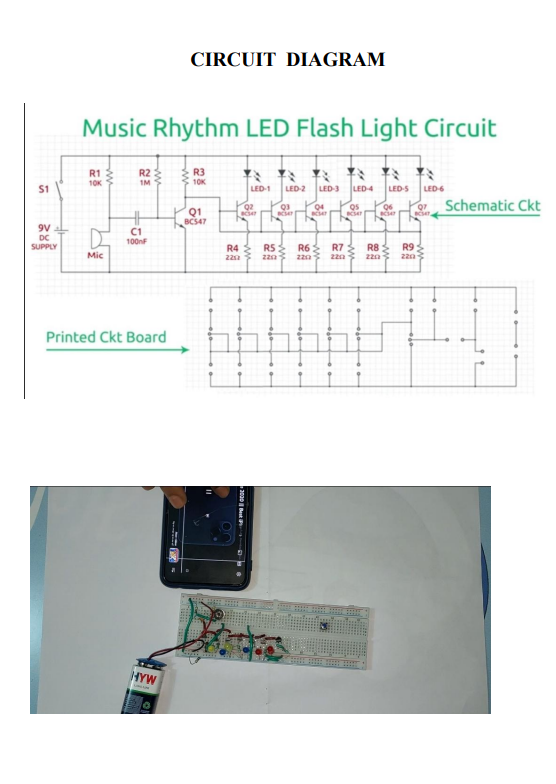 CIRCUIT DIAGRAM
Music Rhythm LED Flash Light Circuit
R1
10K
R2
1M
R3
10K
S1
LED-1
LED-2
LED-3
LED-4
LED-5
LED-6
Q1
BC547
Q2
BC547
Q3
BC547
Q4
BC547
Q5
BC547
Q6
BC547
Q7
BC547
Schematic Ckt
9V
DC
SUPPLY
C1
100nF
Mic
R4
22Ω
R5
22Ω
R6
22Ω
R7
22Ω
R8
22Ω
R9
22Ω
Printed Ckt Board
HYW